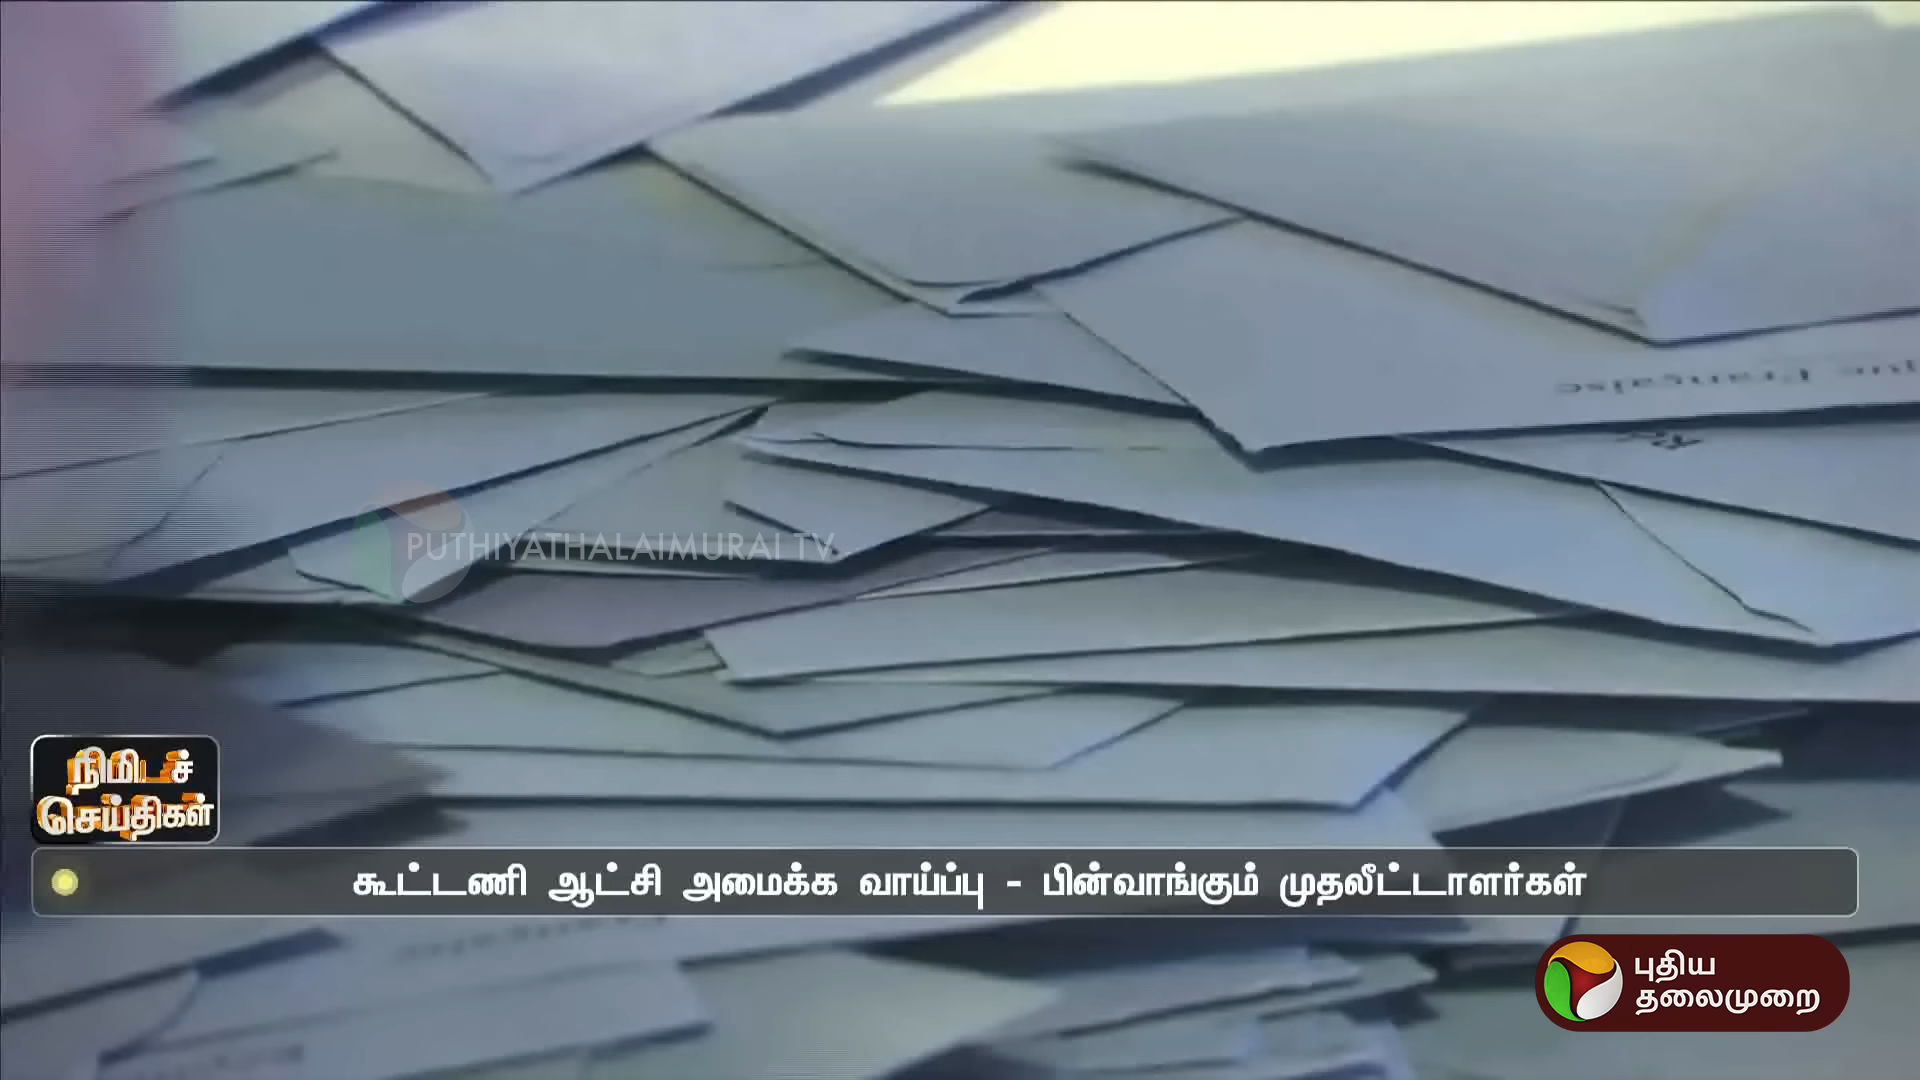 PUTHIYATHALAIMURAI TV
நிமிடச்
செய்திகள்
கூட்டணி ஆட்சி அமைக்க வாய்ப்பு - பின்வாங்கும் முதலீட்டாளர்கள்
புதிய
தலைமுறை